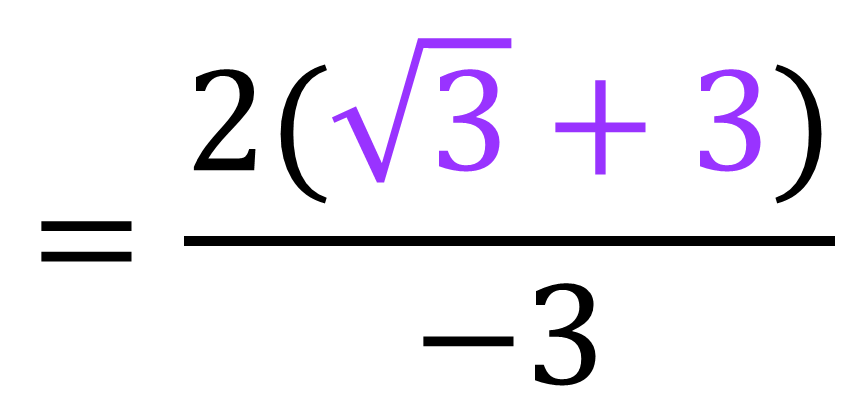 = 2(√3 + 3) / −3